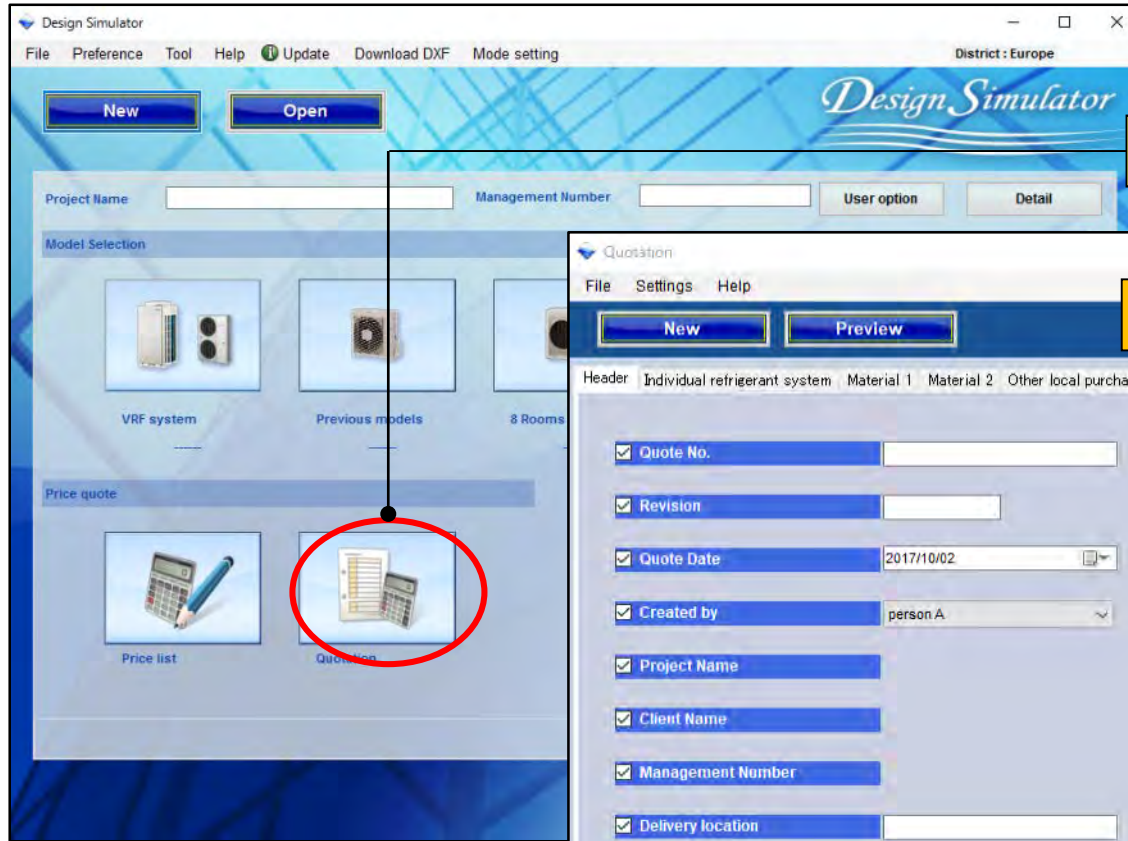 Design Simulator
File Preference Tool Help Update Download DXF Mode setting District : Europe
New Open Design Simulator
Project Name Management Number User option Detail
Model Selection
VRF system Previous models 8 Rooms
Price quote
Price list Quotation
Quotation
File Settings Help
New Preview
Header Individual refrigerant system Material 1 Material 2 Other local purcha
Quote No.
Revision
Quote Date 2017/10/02
Created by person A
Project Name
Client Name
Management Number
Delivery location